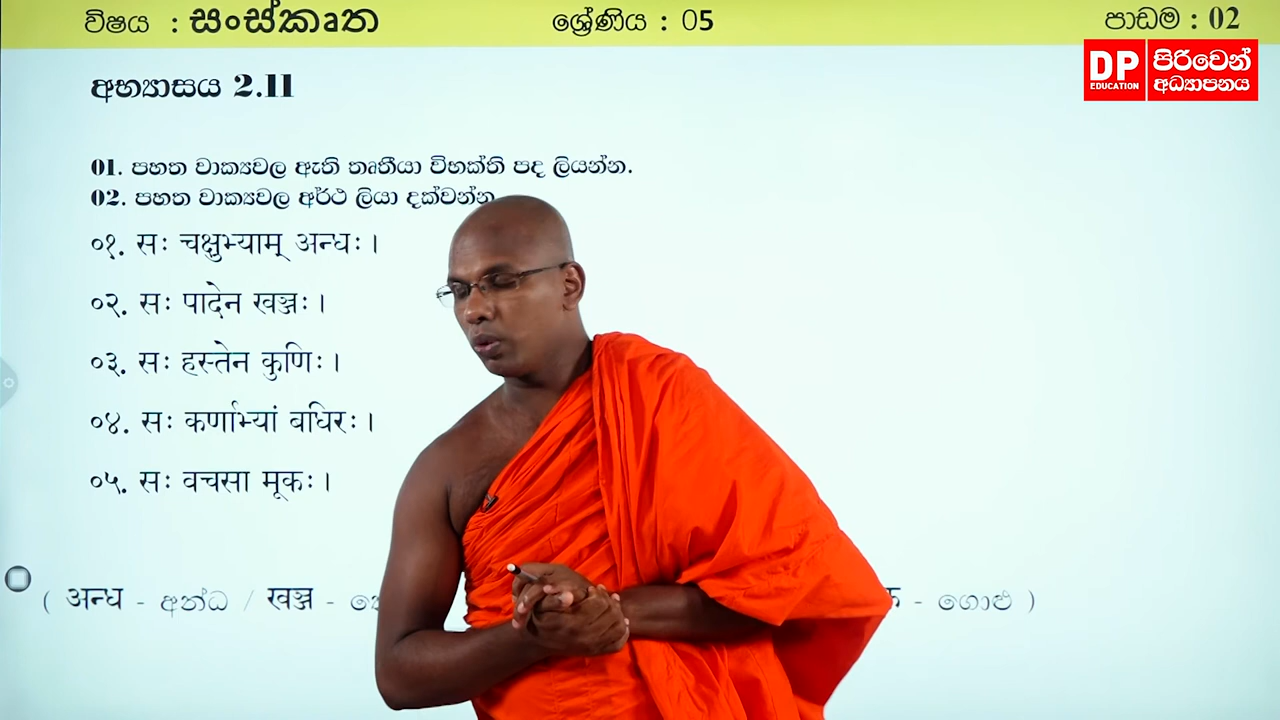 විෂය : සංස්කෘත ශ්‍රේණිය : 05 පාඩම : 02
DP EDUCATION පිරිවෙන් අධ්‍යාපනය
අභ්‍යාසය 2.11
01. පහත වාක්‍යවල ඇති තෘතීයා විභක්ති පද ලියන්න.
02. පහත වාක්‍යවල අර්ථ ලියා දක්වන්න
०१. सः चक्षुभ्याम् अन्धः ।
०२. सः पादेन खञ्जः ।
०३. सः हस्तेन कुणिः ।
०४. सः कर्णाभ्यां वधिरः ।
०५. सः वचसा मूकः ।
( अन्ध - අන්ධ / खञ्ज - - ගොළු )